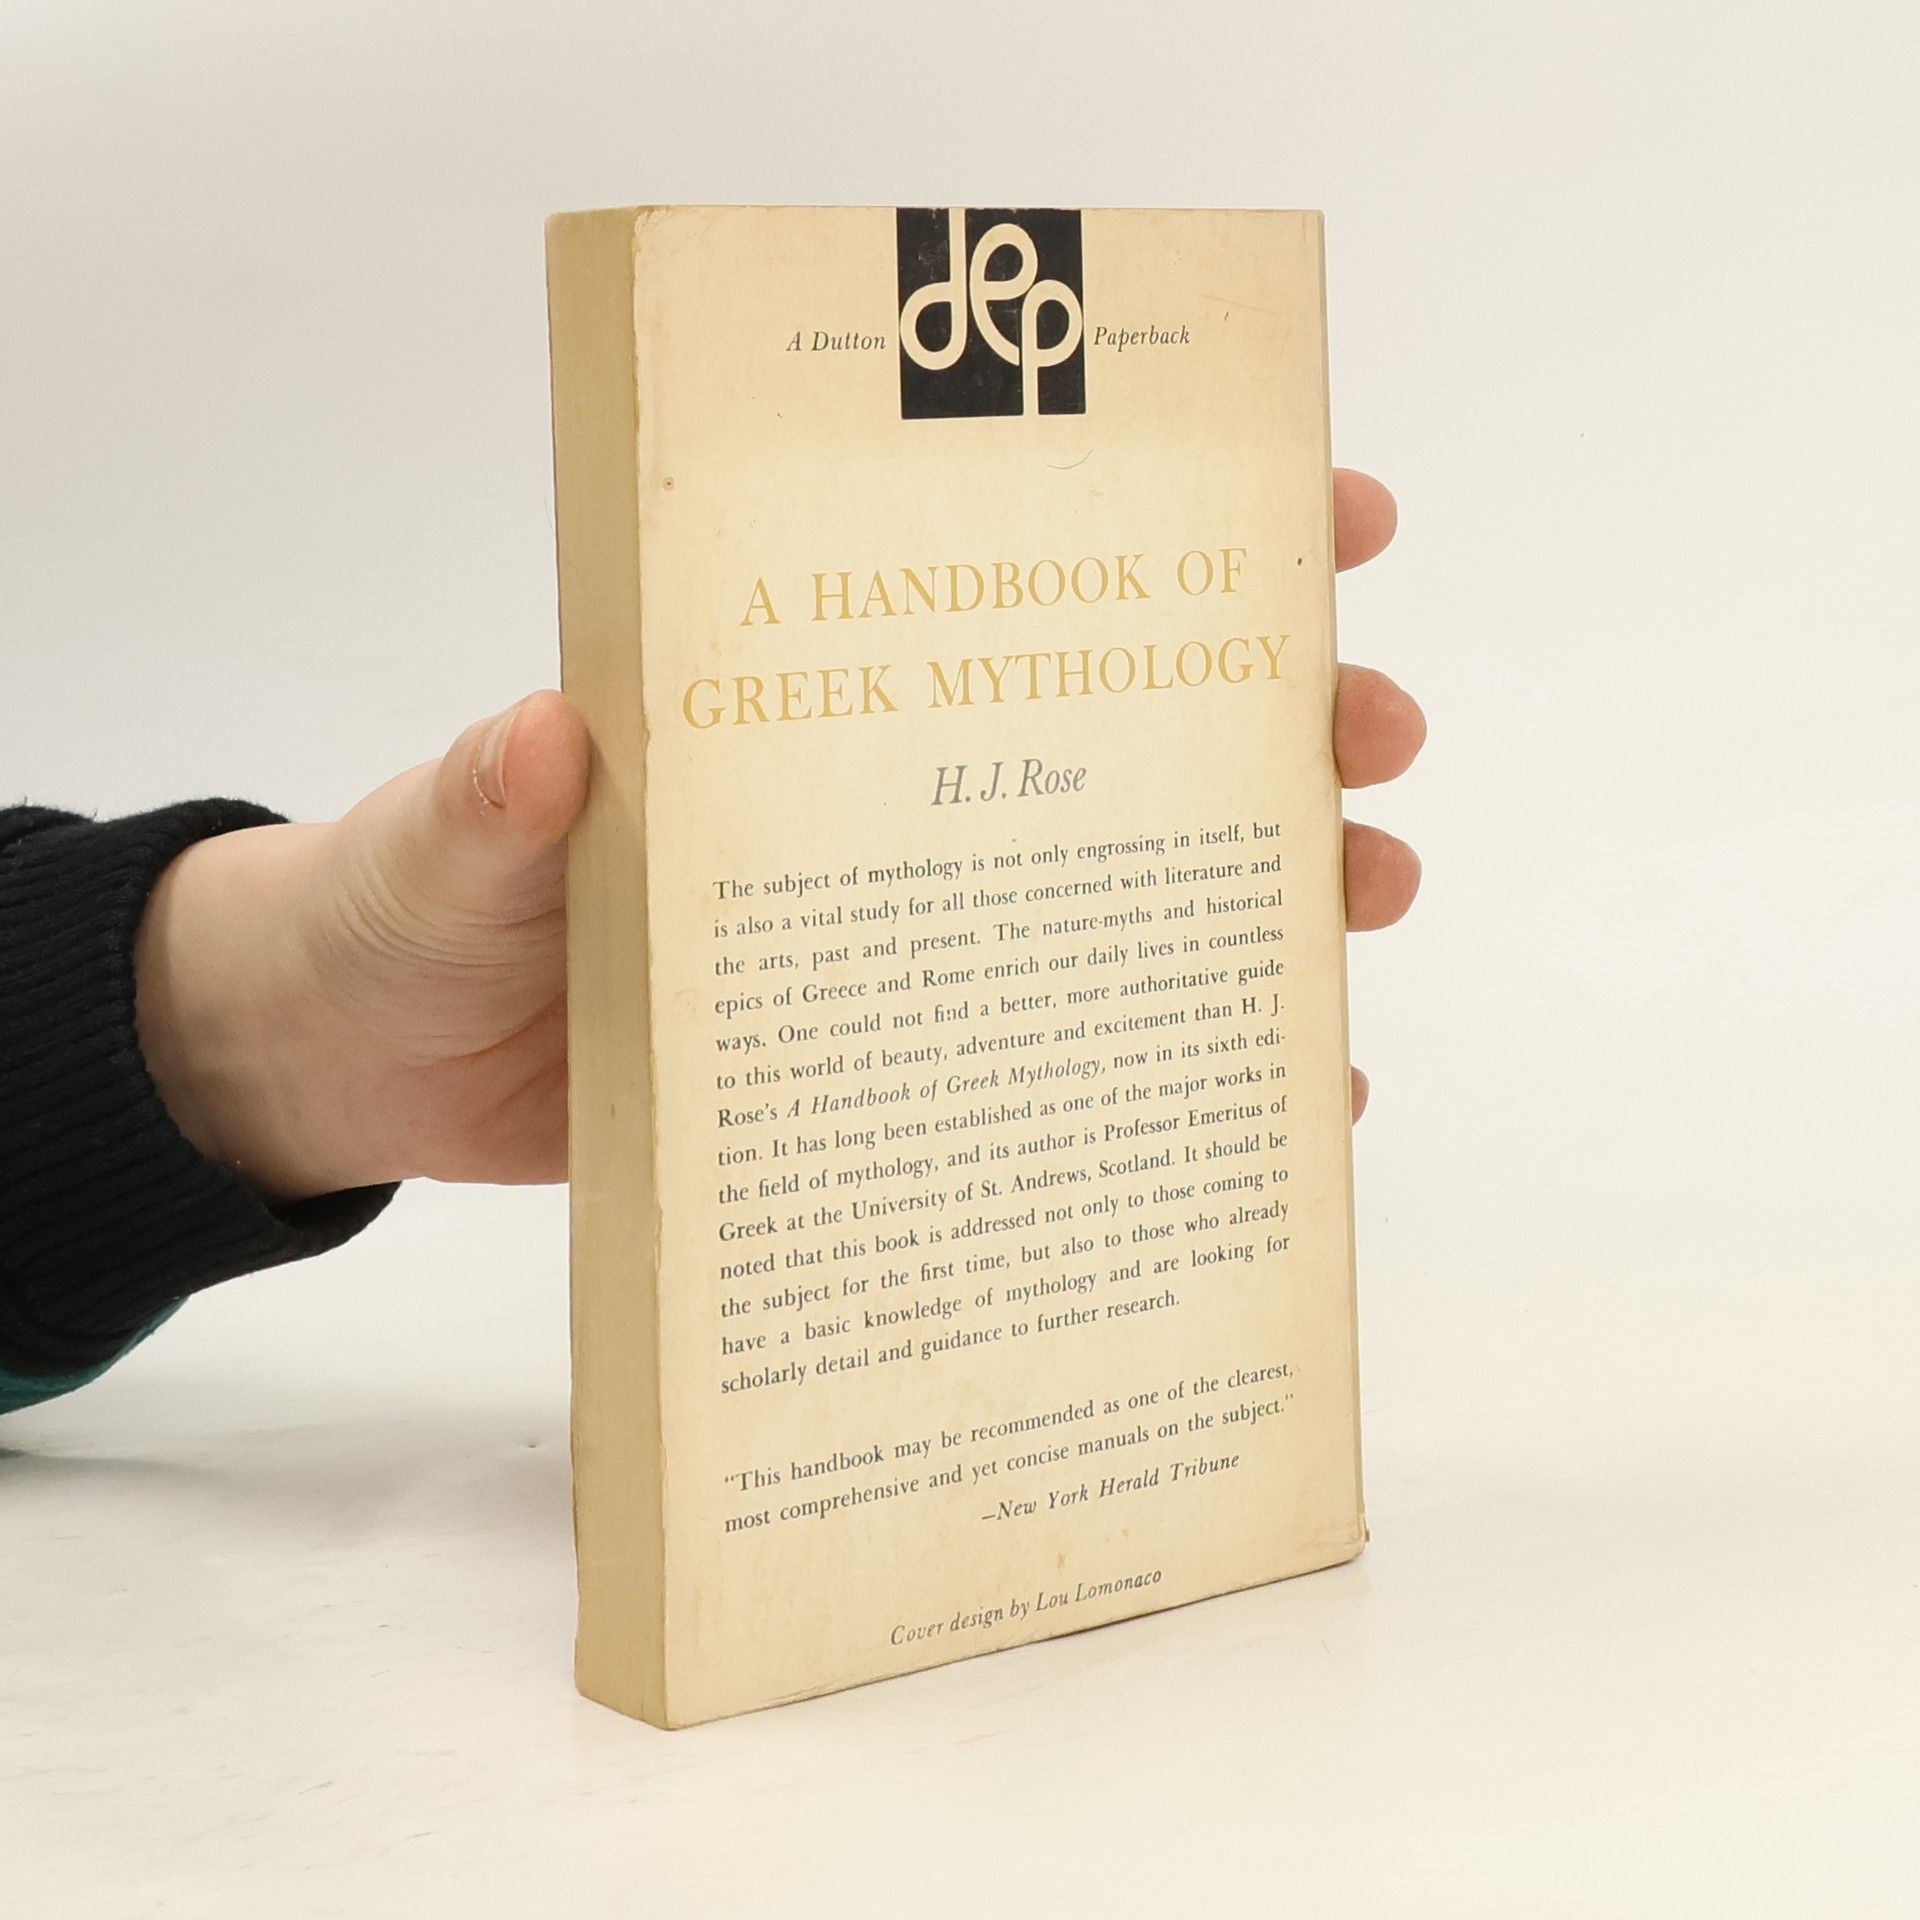 A Dutton dep Paperback
A HANDBOOK OF
GREEK MYTHOLOGY
H. J. Rose
The subject of mythology is not only engrossing in itself, but
is also a vital study for all those concerned with literature and
the arts, past and present. The nature-myths and historical
epics of Greece and Rome enrich our daily lives in countless
ways. One could not find a better, more authoritative guide
to this world of beauty, adventure and excitement than H. J.
Rose's A Handbook of Greek Mythology, now in its sixth edi-
tion. It has long been established as one of the major works in
the field of mythology, and its author is Professor Emeritus of
Greek at the University of St. Andrews, Scotland. It should be
noted that this book is addressed not only to those coming to
the subject for the first time, but also to those who already
have a basic knowledge of mythology and are looking for
scholarly detail and guidance to further research.
“This handbook may be recommended as one of the clearest,
most comprehensive and yet concise manuals on the subject.”
—New York Herald Tribune
Cover design by Lou Lomonaco